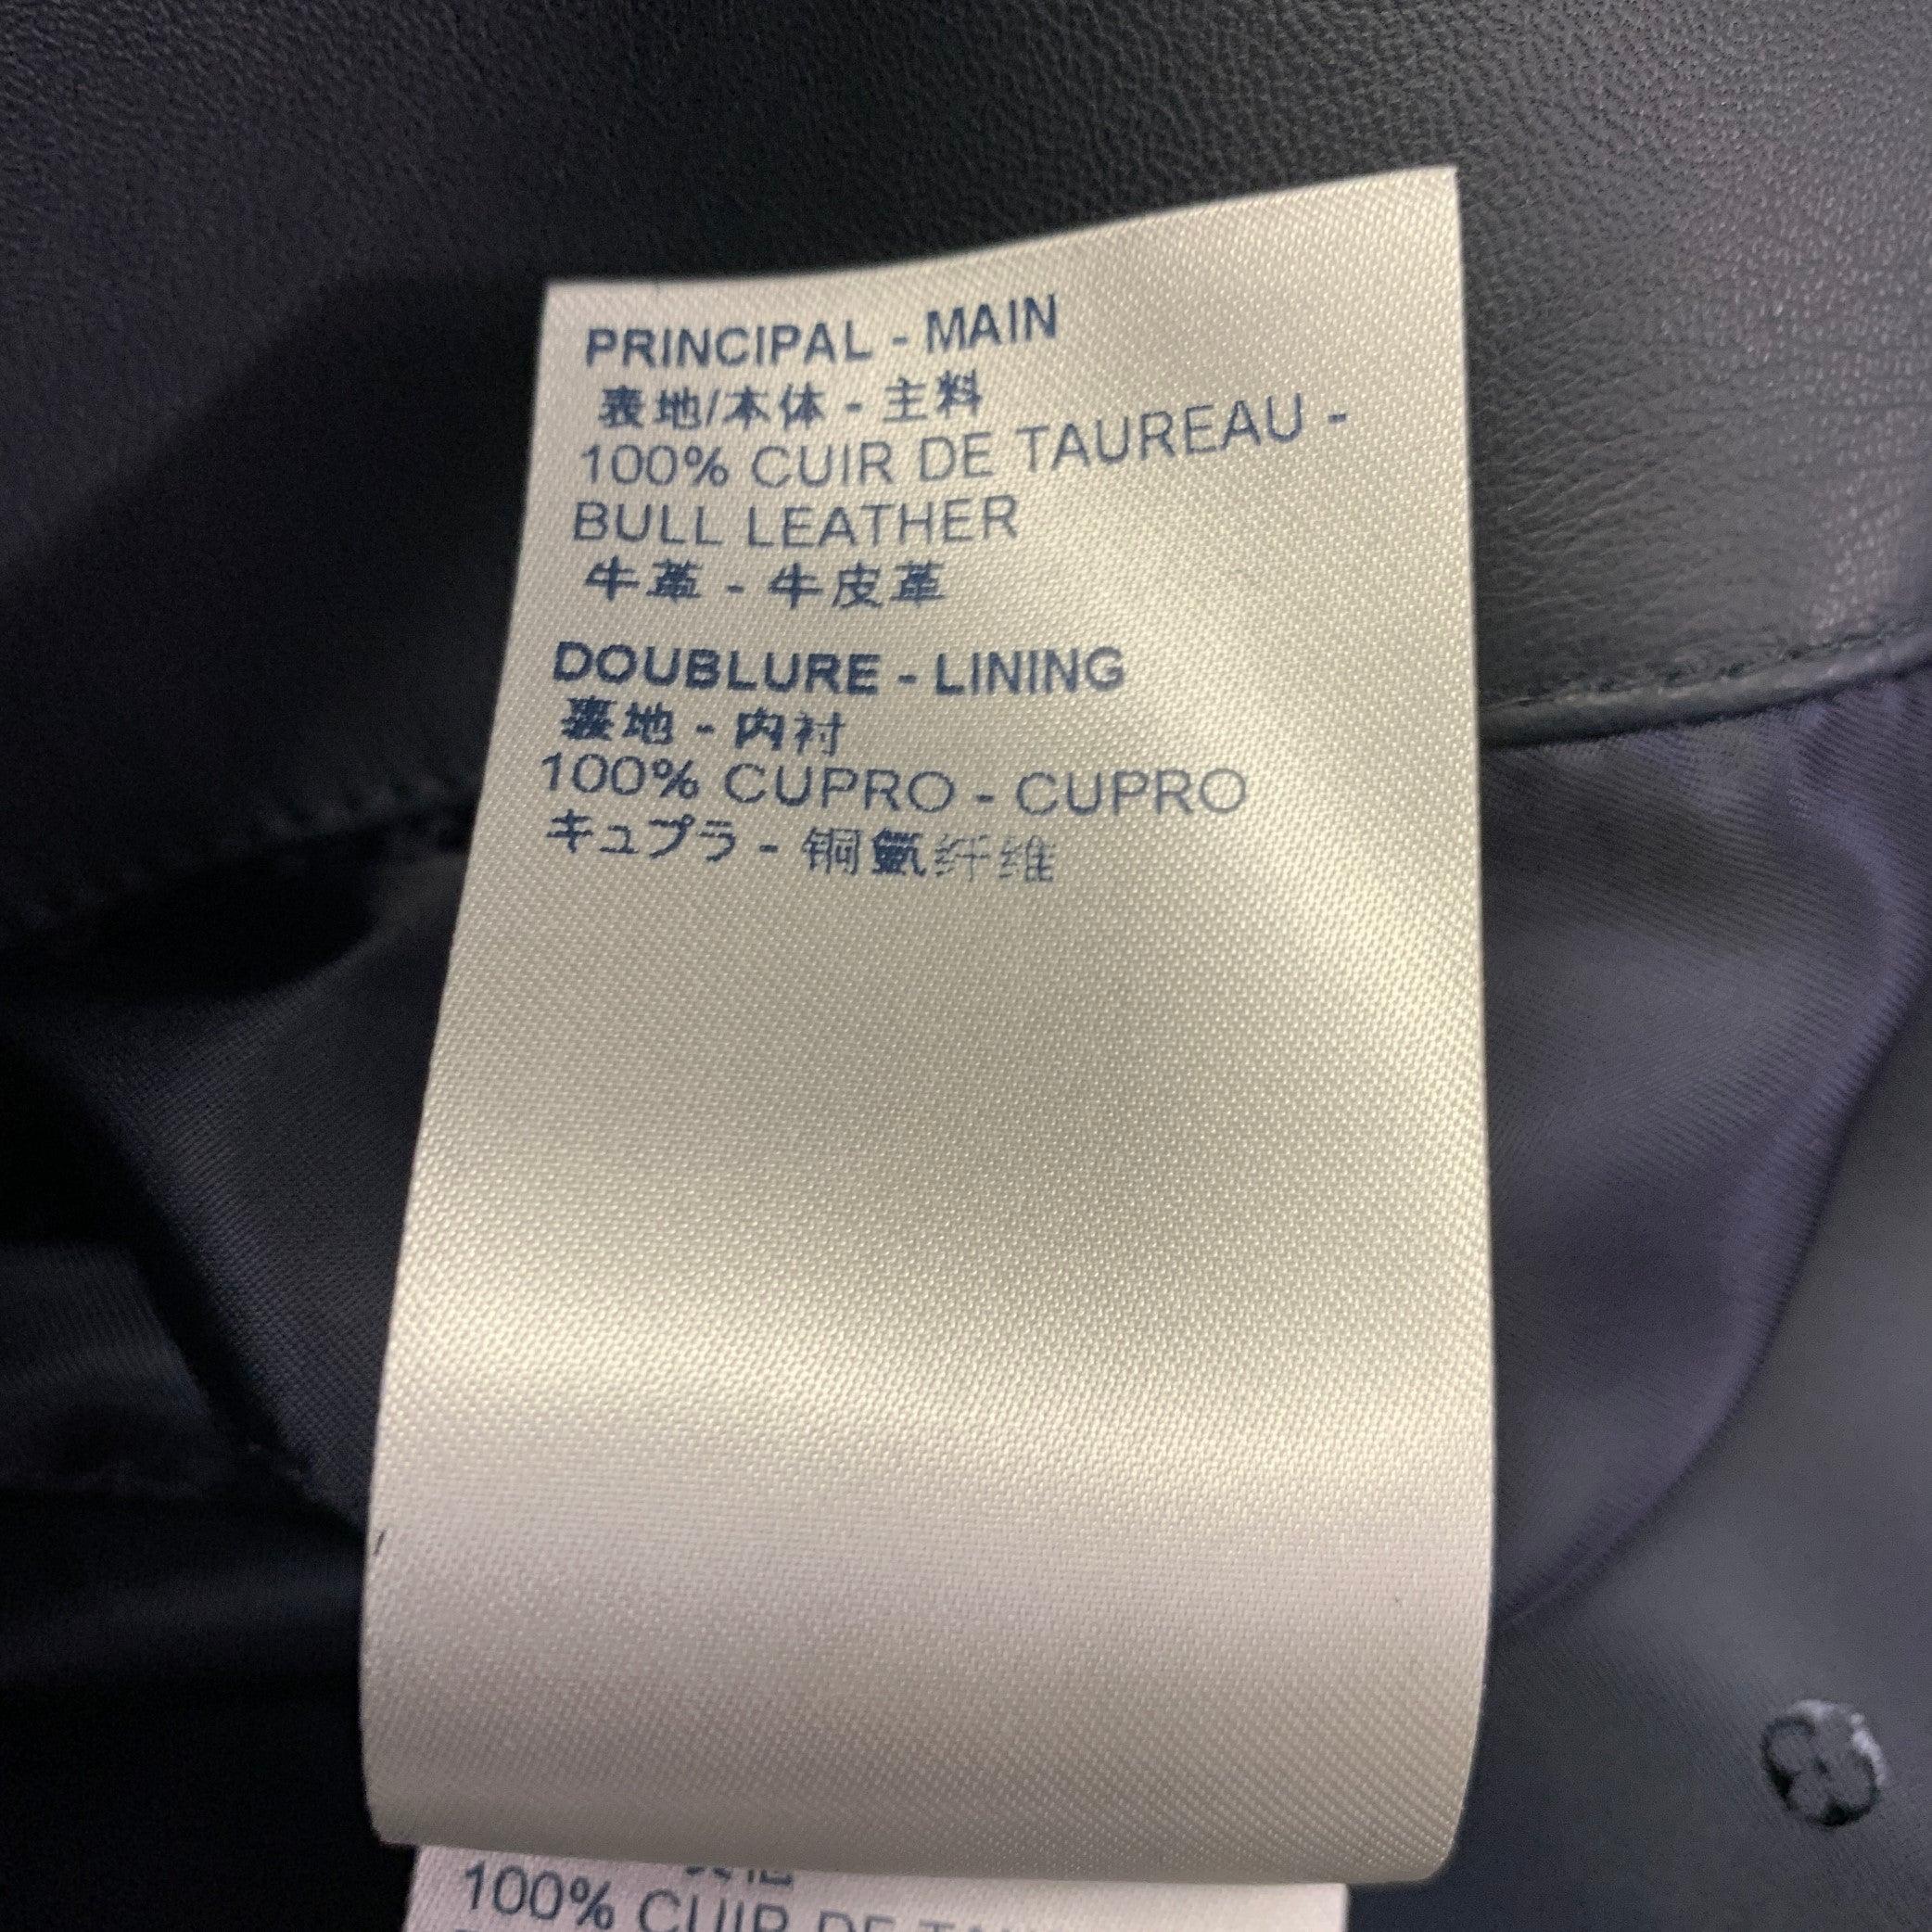 PRINCIPAL - MAIN
表地/本体 - 主料
100% CUIR DE TAUREAU -
BULL LEATHER
牛革 - 牛皮革
DOUBLURE - LINING
裏地 - 内衬
100% CUPRO - CUPRO
キュプラ - 铜氨纤维
100% CUIR DE